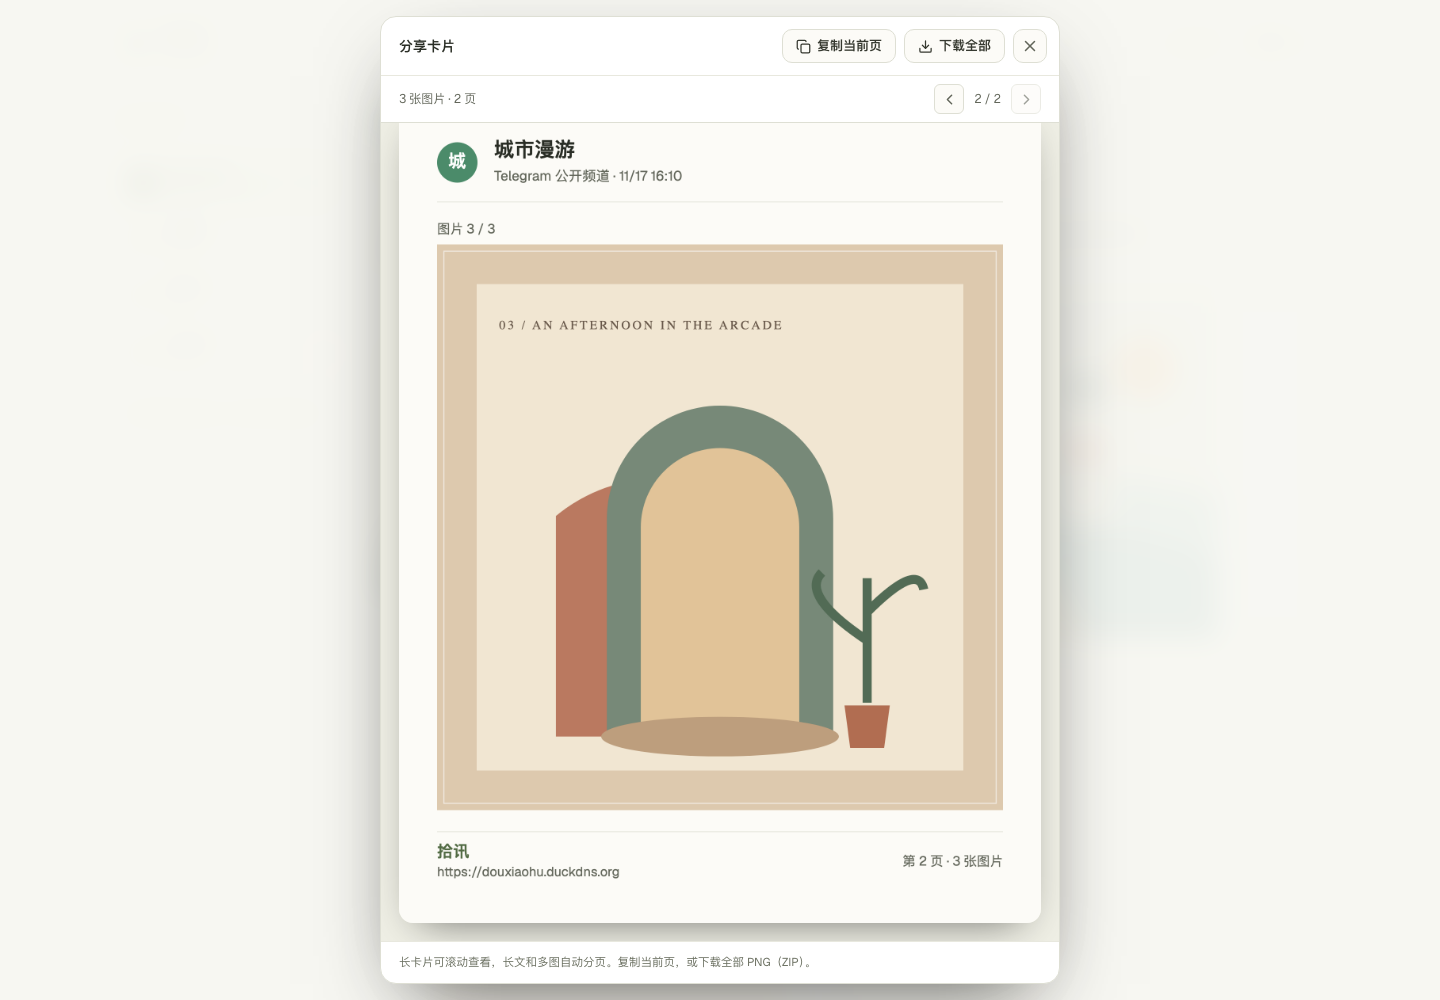 分享卡片
复制当前页
下载全部
3 张图片 · 2 页
2 / 2
城
城市漫游
Telegram 公开频道 · 11/17 16:10
图片 3 / 3
03 / AN AFTERNOON IN THE ARCADE
拾讯
https://douxiaohu.duckdns.org
第 2 页 · 3 张图片
长卡片可滚动查看，长文和多图自动分页。复制当前页，或下载全部 PNG（ZIP）。